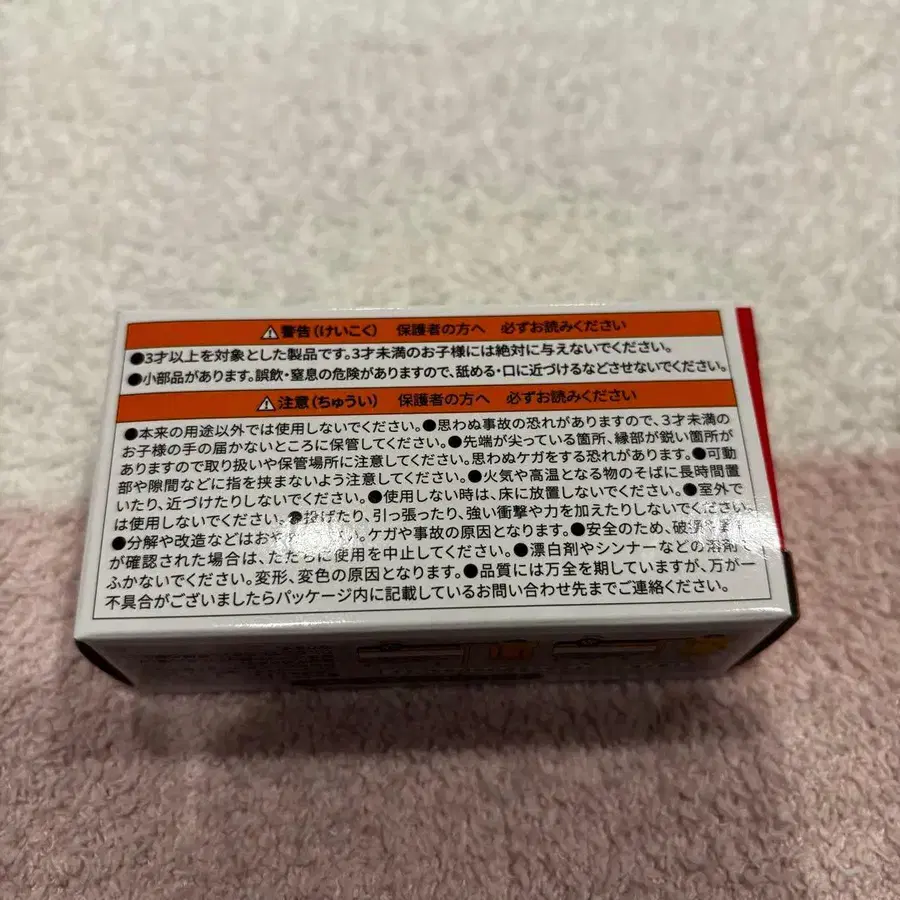 ⚠警告(けいこく) 保護者の方へ 必ずお読みください
●3才以上を対象とした製品です。3才未満のお子様には絶対に与えないでください。
●小部品があります。誤飲・窒息の危険がありますので、舐める・口に近づけるなどさせないでください。
⚠注意(ちゅうい) 保護者の方へ 必ずお読みください
●本来の用途以外では使用しないでください。●思わぬ事故の恐れがありますので、3才未満の
お子様の手の届かないところに保管してください。●先端が尖っている箇所、縁部が鋭い箇所が
ありますので取り扱いや保管場所に注意してください。思わぬケガをする恐れがあります。●可動
部や隙間などに指を挟まないよう注意してください。●火気や高温となる物のそばに長時間置
いたり、近づけたりしないでください。●使用しない時は、床に放置しないでください。●室外で
は使用しないでください。●投げたり、引っ張ったり、強い衝撃や力を加えたりしないでください。
●分解や改造などはおやめください。ケガや事故の原因となります。●安全のため、破損
が確認された場合は、ただちに使用を中止してください。●漂白剤やシンナーなどの溶剤で
ふかないでください。変形、変色の原因となります。●品質には万全を期していますが、万が一
不具合がございましたらパッケージ内に記載しているお問い合わせ先までご連絡ください。